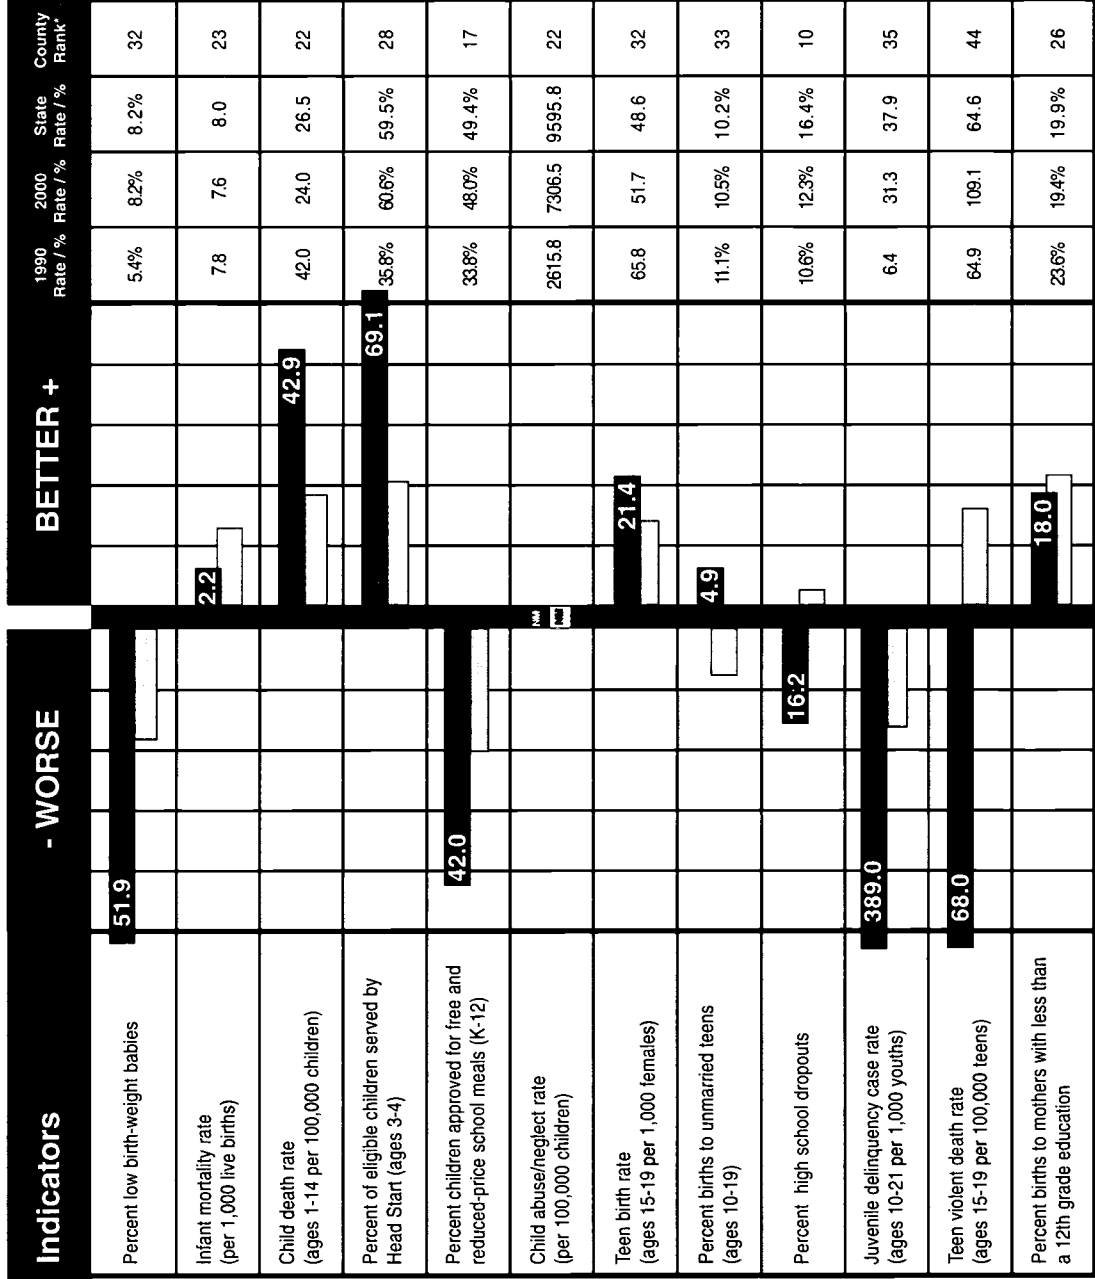 Indicators - WORSE BETTER + 1990 Rate / % 2000 Rate / % State Rate / % County Rank*
Percent low birth-weight babies 51.9 5.4% 8.2% 8.2% 32
Infant mortality rate
(per 1,000 live births) 2.2 7.8 7.6 8.0 23
Child death rate
(ages 1-14 per 100,000 children) 42.9 42.0 24.0 26.5 22
Percent of eligible children served by
Head Start (ages 3-4) 69.1 35.8% 60.6% 59.5% 28
Percent children approved for free and
reduced-price school meals (K-12) 42.0 33.8% 48.0% 49.4% 17
Child abuse/neglect rate
(per 100,000 children) NM NM 2615.8 7306.5 9595.8 22
Teen birth rate
(ages 15-19 per 1,000 females) 21.4 65.8 51.7 48.6 32
Percent births to unmarried teens
(ages 10-19) 4.9 11.1% 10.5% 10.2% 33
Percent high school dropouts 16.2 10.6% 12.3% 16.4% 10
Juvenile delinquency case rate
(ages 10-21 per 1,000 youths) 389.0 6.4 31.3 37.9 35
Teen violent death rate
(ages 15-19 per 100,000 teens) 68.0 64.9 109.1 64.6 44
Percent births to mothers with less than
a 12th grade education 18.0 23.6% 19.4% 19.9% 26